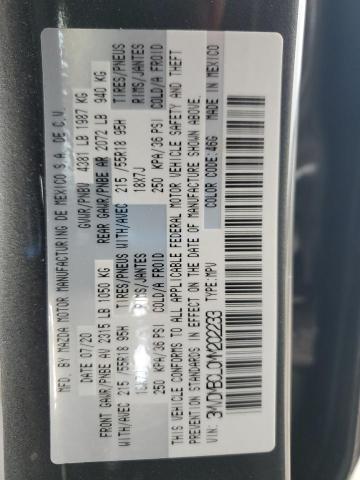 MFD. BY MAZDA MOTOR MANUFACTURING DE MEXICO S.A. DE C.V.
DATE 07/20 GVWR/PNBV 4381 LB 1987 KG
FRONT GAWR/PNBE AV 2315 LB 1050 KG REAR GAWR/PNBE AR 2072 LB 940 KG
WITH/AVEC 215 /55R18 95H TIRES/PNEUS WITH/AVEC 215 /55R18 95H TIRES/PNEUS
18X7J RIMS/JANTES 18X7J RIMS/JANTES
250 KPA/36 PSI COLD/A FROID 250 KPA/36 PSI COLD/A FROID
THIS VEHICLE CONFORMS TO ALL APPLICABLE FEDERAL MOTOR VEHICLE SAFETY AND THEFT
PREVENTION STANDARDS IN EFFECT ON THE DATE OF MANUFACTURE SHOWN ABOVE.
TYPE:MPV COLOR CODE:46G MADE IN MEXICO